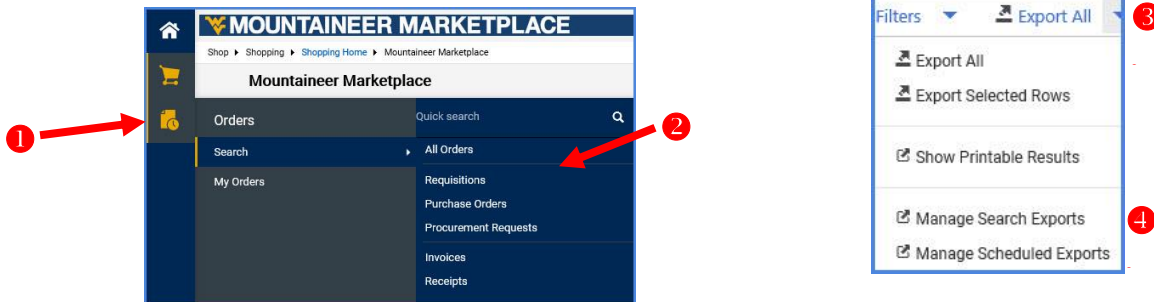 MOUNTAINEER MARKETPLACE
Shop ▸ Shopping ▸ Shopping Home ▸ Mountaineer Marketplace
Mountaineer Marketplace
1
Orders
Quick search
2
Search
All Orders
My Orders
Requisitions
Purchase Orders
Procurement Requests
Invoices
Receipts
Filters Export All
3
Export All
Export Selected Rows
Show Printable Results
Manage Search Exports
4
Manage Scheduled Exports